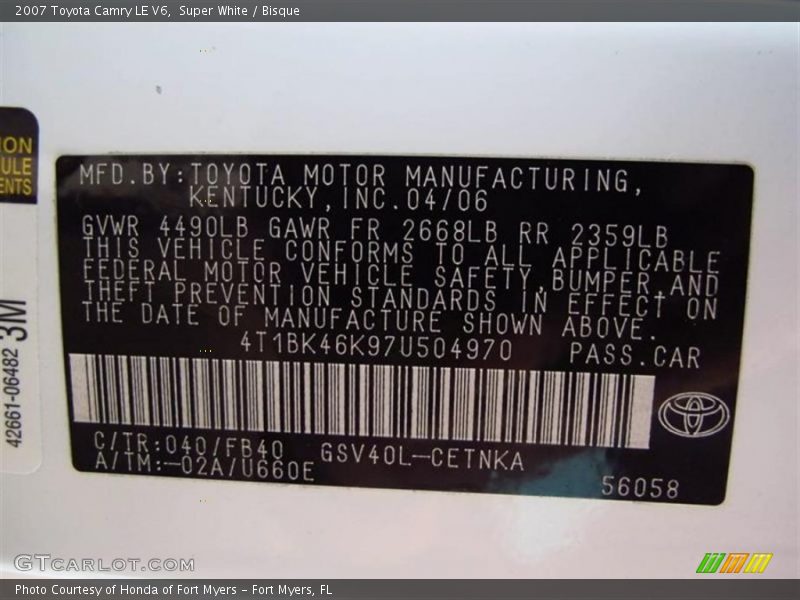 2007 Toyota Camry LE V6, Super White / Bisque
ION
ULE
ENTS
MFD.BY:TOYOTA MOTOR MANUFACTURING,
KENTUCKY,INC.04/06
GVWR 4490LB GAWR FR 2668LB RR 2359LB
THIS VEHICLE CONFORMS TO ALL APPLICABLE
FEDERAL MOTOR VEHICLE SAFETY,BUMPER,AND
THEFT PREVENTION STANDARDS IN EFFECT ON
THE DATE OF MANUFACTURE SHOWN ABOVE.
4T1BK46K97U504970 PASS.CAR
C/TR:040/FB40 GSV40L-CETNKA
A/TM:-02A/U660E
56058
42661-06482 3M
GTCARLOT.COM
Photo Courtesy of Honda of Fort Myers - Fort Myers, FL